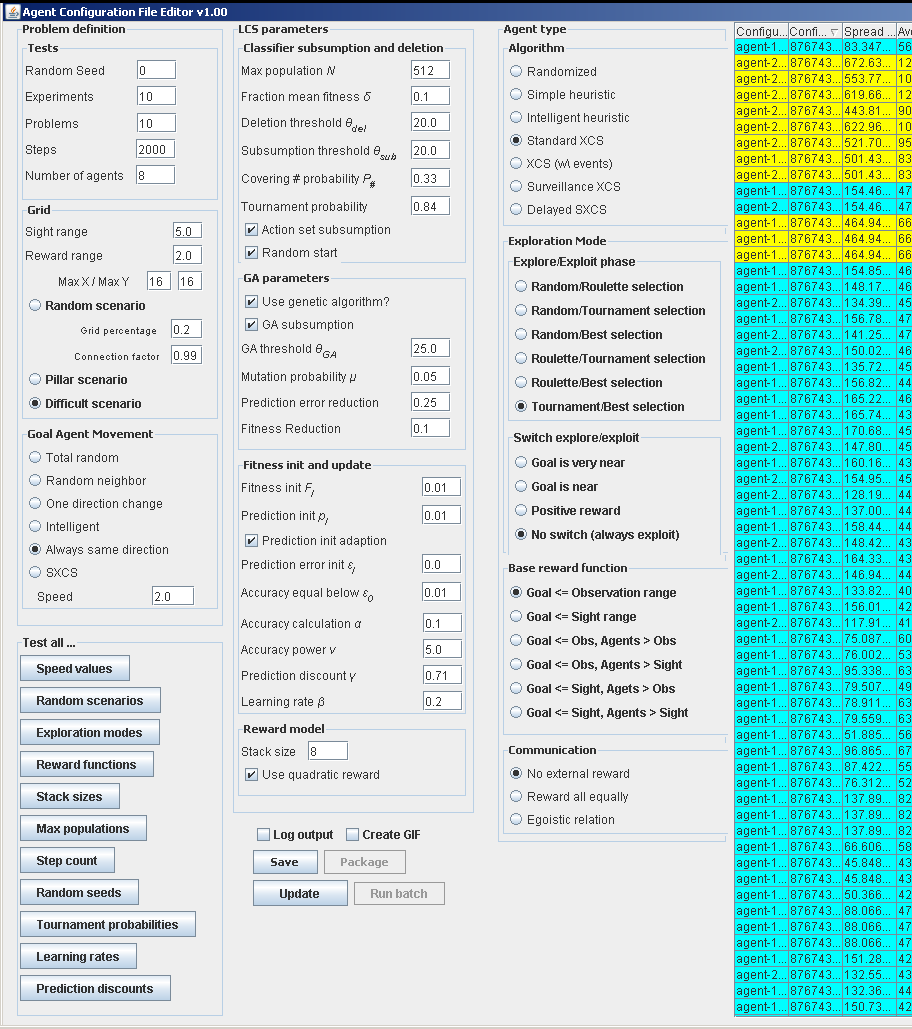 Agent Configuration File Editor v1.00
Problem definition
Tests
Random Seed 0
Experiments 10
Problems 10
Steps 2000
Number of agents 8
Grid
Sight range 5.0
Reward range 2.0
Max X / Max Y 16 16
Random scenario
Grid percentage 0.2
Connection factor 0.99
Pillar scenario
Difficult scenario
Goal Agent Movement
Total random
Random neighbor
One direction change
Intelligent
Always same direction
SXCS
Speed 2.0
Test all ...
Speed values
Random scenarios
Exploration modes
Reward functions
Stack sizes
Max populations
Step count
Random seeds
Tournament probabilities
Learning rates
Prediction discounts
LCS parameters
Classifier subsumption and deletion
Max population N 512
Fraction mean fitness δ 0.1
Deletion threshold θdel 20.0
Subsumption threshold θsub 20.0
Covering # probability P# 0.33
Tournament probability 0.84
Action set subsumption
Random start
GA parameters
Use genetic algorithm?
GA subsumption
GA threshold θGA 25.0
Mutation probability μ 0.05
Prediction error reduction 0.25
Fitness Reduction 0.1
Fitness init and update
Fitness init FI 0.01
Prediction init pI 0.01
Prediction init adaption
Prediction error init εI 0.0
Accuracy equal below ε0 0.01
Accuracy calculation α 0.1
Accuracy power ν 5.0
Prediction discount γ 0.71
Learning rate β 0.2
Reward model
Stack size 8
Use quadratic reward
Log output Create GIF
Save Package
Update Run batch
Agent type
Algorithm
Randomized
Simple heuristic
Intelligent heuristic
Standard XCS
XCS (w\ events)
Surveillance XCS
Delayed SXCS
Exploration Mode
Explore/Exploit phase
Random/Roulette selection
Random/Tournament selection
Random/Best selection
Roulette/Tournament selection
Roulette/Best selection
Tournament/Best selection
Switch explore/exploit
Goal is very near
Goal is near
Positive reward
No switch (always exploit)
Base reward function
Goal <= Observation range
Goal <= Sight range
Goal <= Obs, Agents > Obs
Goal <= Obs, Agents > Sight
Goal <= Sight, Agets > Obs
Goal <= Sight, Agents > Sight
Communication
No external reward
Reward all equally
Egoistic relation
Configu... Confi... Spread ... Ave
agent-1... 876743... 83.347... 56
agent-2... 876743... 672.63... 12
agent-2... 876743... 553.77... 10
agent-2... 876743... 619.66... 12
agent-2... 876743... 443.81... 90
agent-2... 876743... 622.96... 10
agent-2... 876743... 521.70... 95
agent-1... 876743... 501.43... 83
agent-2... 876743... 501.43... 83
agent-1... 876743... 154.46... 47
agent-2... 876743... 154.46... 47
agent-1... 876743... 464.94... 66
agent-1... 876743... 464.94... 66
agent-1... 876743... 464.94... 66
agent-1... 876743... 154.85... 46
agent-1... 876743... 148.17... 46
agent-2... 876743... 134.39... 45
agent-1... 876743... 156.78... 47
agent-2... 876743... 141.25... 47
agent-2... 876743... 150.02... 46
agent-1... 876743... 135.72... 45
agent-1... 876743... 156.82... 44
agent-2... 876743... 165.22... 46
agent-1... 876743... 165.74... 43
agent-1... 876743... 170.68... 45
agent-2... 876743... 147.80... 45
agent-1... 876743... 160.16... 43
agent-2... 876743... 154.95... 45
agent-2... 876743... 128.19... 44
agent-1... 876743... 137.00... 44
agent-1... 876743... 158.44... 44
agent-2... 876743... 148.42... 43
agent-1... 876743... 164.33... 43
agent-2... 876743... 146.94... 44
agent-1... 876743... 133.82... 40
agent-1... 876743... 156.01... 42
agent-2... 876743... 117.91... 41
agent-1... 876743... 75.087... 60
agent-1... 876743... 76.002... 53
agent-1... 876743... 95.338... 63
agent-1... 876743... 79.507... 49
agent-1... 876743... 78.911... 63
agent-1... 876743... 79.559... 63
agent-1... 876743... 51.885... 56
agent-1... 876743... 96.865... 67
agent-1... 876743... 87.422... 55
agent-1... 876743... 76.312... 52
agent-1... 876743... 137.89... 82
agent-1... 876743... 137.89... 82
agent-1... 876743... 137.89... 82
agent-1... 876743... 66.606... 58
agent-1... 876743... 45.848... 43
agent-1... 876743... 45.848... 43
agent-1... 876743... 50.366... 42
agent-1... 876743... 88.066... 47
agent-1... 876743... 88.066... 47
agent-1... 876743... 88.066... 47
agent-1... 876743... 151.28... 42
agent-2... 876743... 132.55... 43
agent-1... 876743... 132.36... 44
agent-1... 876743... 150.73... 42